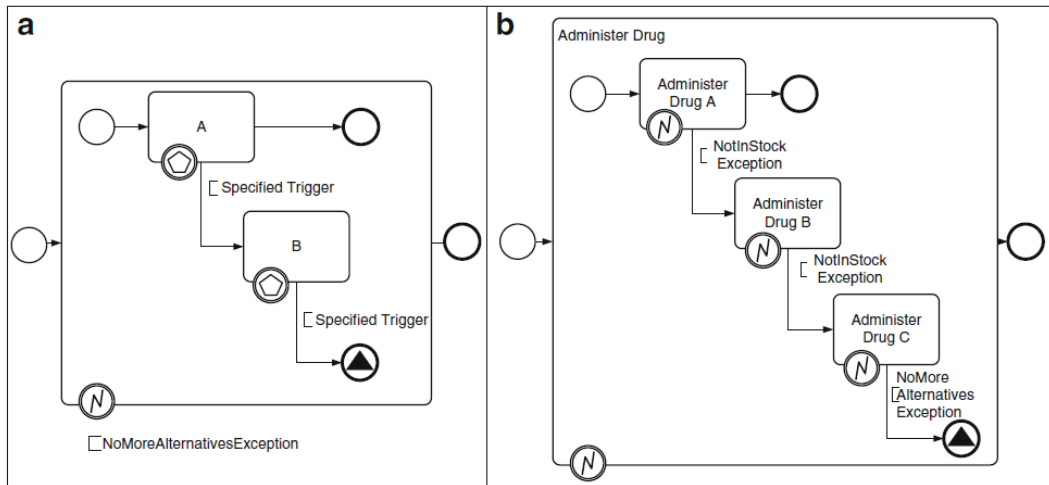 a
A
Specified Trigger
B
Specified Trigger
NoMoreAlternativesException
b
Administer Drug
Administer
Drug A
NotInStock
Exception
Administer
Drug B
NotInStock
Exception
Administer
Drug C
NoMore
Alternatives
Exception